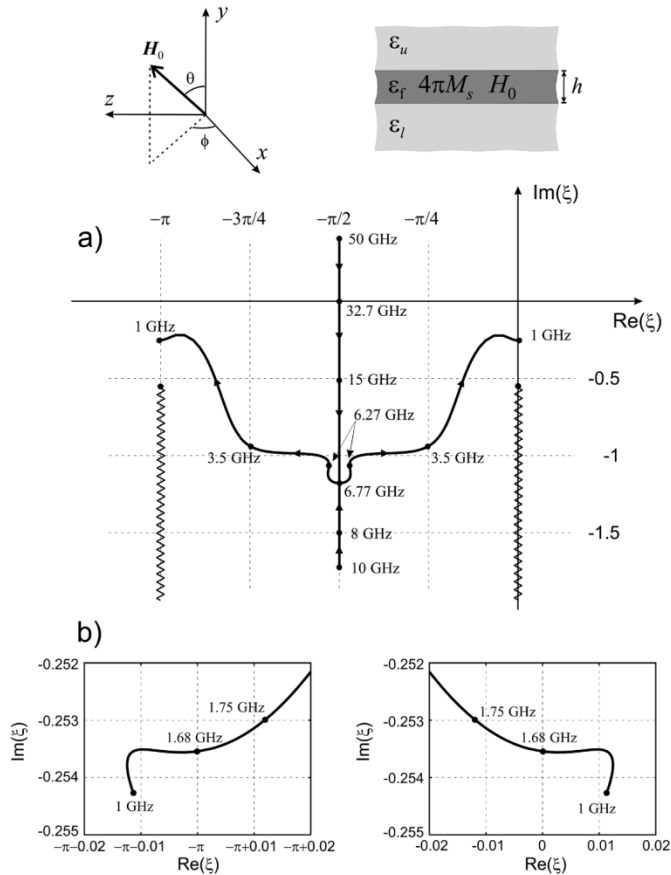 y
H₀
θ
z
ϕ
x
εᵤ
ε_f 4πMₛ H₀
h
εₗ
a)
Im(ξ)
−π
−3π/4
−π/2
−π/4
50 GHz
32.7 GHz
Re(ξ)
1 GHz
1 GHz
15 GHz
-0.5
6.27 GHz
3.5 GHz
3.5 GHz
-1
6.77 GHz
8 GHz
-1.5
10 GHz
b)
Im(ξ)
-0.252
-0.253
-0.254
-0.255
1.75 GHz
1.68 GHz
1 GHz
−π−0.02
−π−0.01
−π
−π+0.01
−π+0.02
Re(ξ)
Im(ξ)
-0.252
-0.253
-0.254
-0.255
1.75 GHz
1.68 GHz
1 GHz
-0.02
-0.01
0
0.01
0.02
Re(ξ)